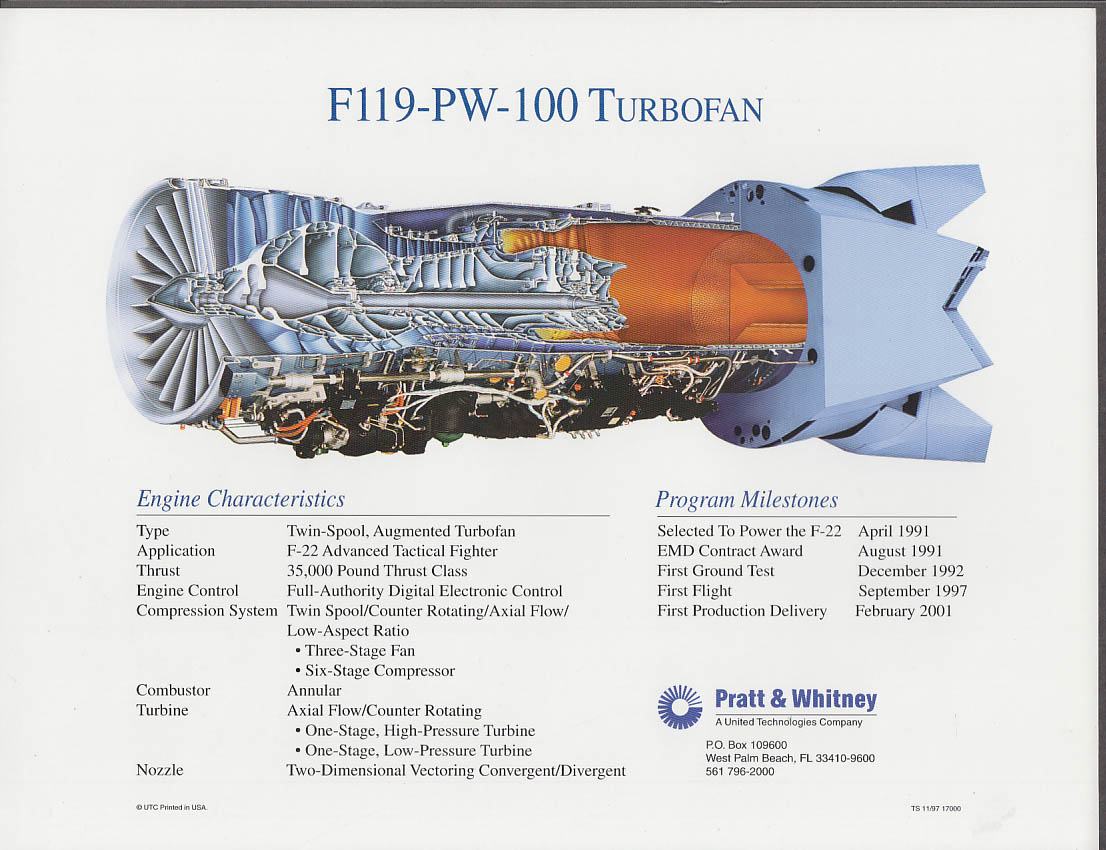 F119-PW-100 TURBOFAN
Engine Characteristics
Type Twin-Spool, Augmented Turbofan
Application F-22 Advanced Tactical Fighter
Thrust 35,000 Pound Thrust Class
Engine Control Full-Authority Digital Electronic Control
Compression System Twin Spool/Counter Rotating/Axial Flow/
Low-Aspect Ratio
• Three-Stage Fan
• Six-Stage Compressor
Combustor Annular
Turbine Axial Flow/Counter Rotating
• One-Stage, High-Pressure Turbine
• One-Stage, Low-Pressure Turbine
Nozzle Two-Dimensional Vectoring Convergent/Divergent
Program Milestones
Selected To Power the F-22 April 1991
EMD Contract Award August 1991
First Ground Test December 1992
First Flight September 1997
First Production Delivery February 2001
Pratt & Whitney
A United Technologies Company
P.O. Box 109600
West Palm Beach, FL 33410-9600
561 796-2000
© UTC Printed in USA.
TS 11/97 17000